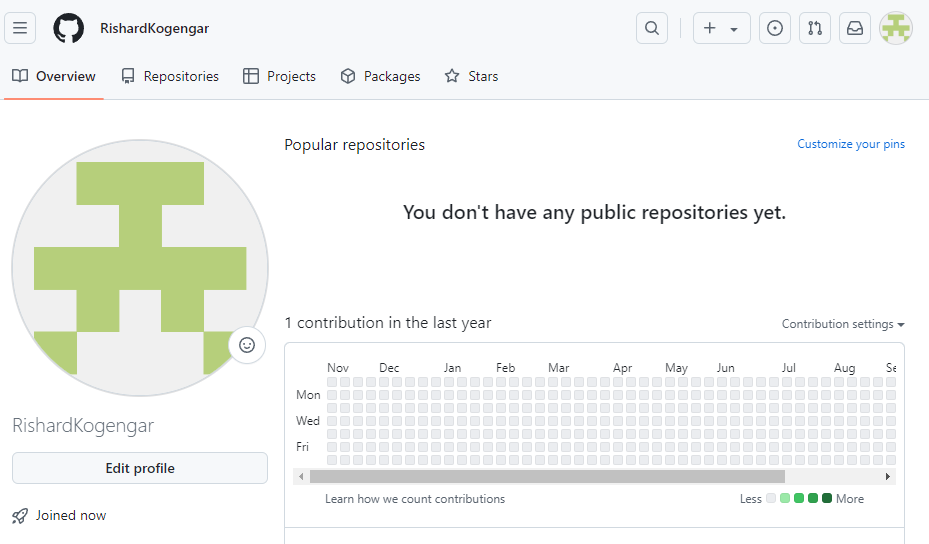 RishardKogengar
Overview Repositories Projects Packages Stars
Popular repositories Customize your pins
You don't have any public repositories yet.
1 contribution in the last year Contribution settings
Nov Dec Jan Feb Mar Apr May Jun Jul Aug Se
Mon
Wed
Fri
Learn how we count contributions Less More
RishardKogengar
Edit profile
Joined now